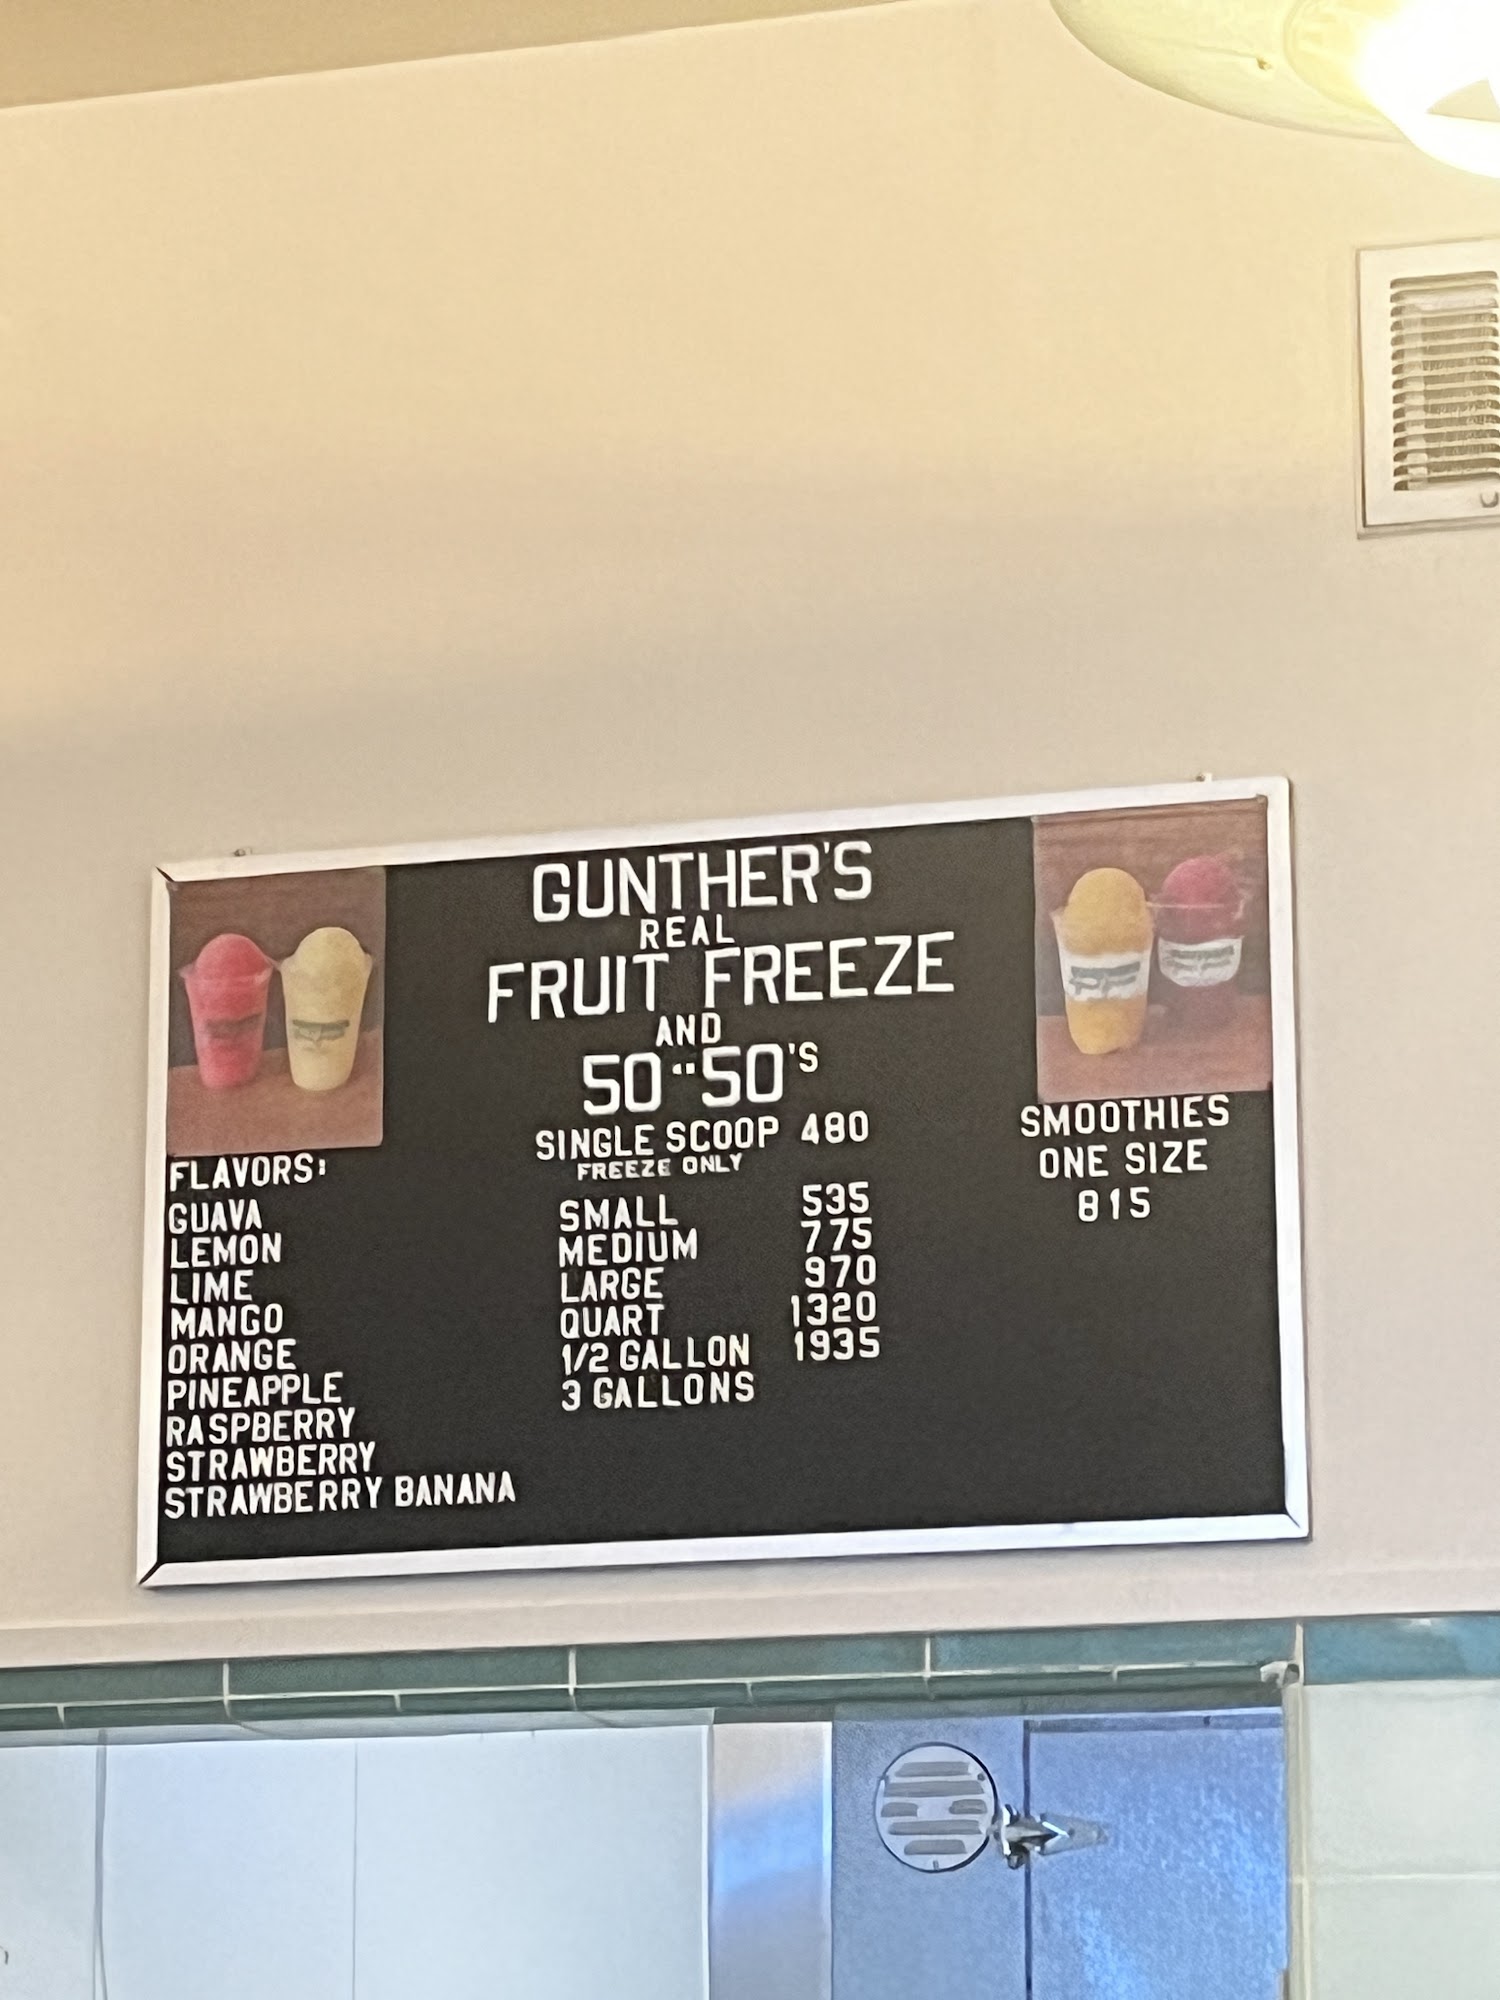 GUNTHER'S
REAL
FRUIT FREEZE
AND
50--50'S
SINGLE SCOOP 480
FREEZE ONLY
SMALL 535
MEDIUM 775
LARGE 970
QUART 1320
1/2 GALLON 1935
3 GALLONS
FLAVORS:
GUAVA
LEMON
LIME
MANGO
ORANGE
PINEAPPLE
RASPBERRY
STRAWBERRY
STRAWBERRY BANANA
SMOOTHIES
ONE SIZE
815